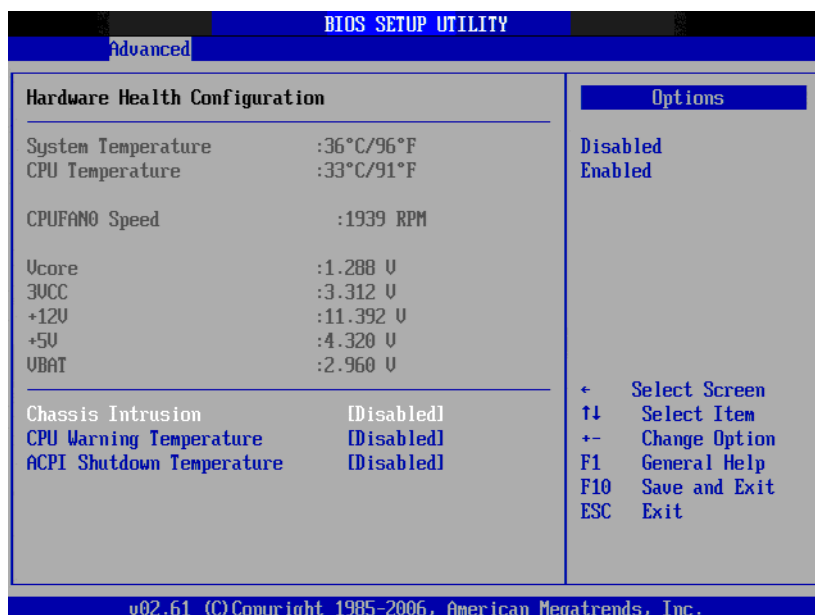 BIOS SETUP UTILITY
Advanced
Hardware Health Configuration
System Temperature :36°C/96°F
CPU Temperature :33°C/91°F
CPUFAN0 Speed :1939 RPM
Vcore :1.288 V
3VCC :3.312 V
+12V :11.392 V
+5V :4.320 V
VBAT :2.960 V
Chassis Intrusion [Disabled]
CPU Warning Temperature [Disabled]
ACPI Shutdown Temperature [Disabled]
Options
Disabled
Enabled
← Select Screen
↑↓ Select Item
+- Change Option
F1 General Help
F10 Save and Exit
ESC Exit
v02.61 (C)Copyright 1985-2006, American Megatrends, Inc.